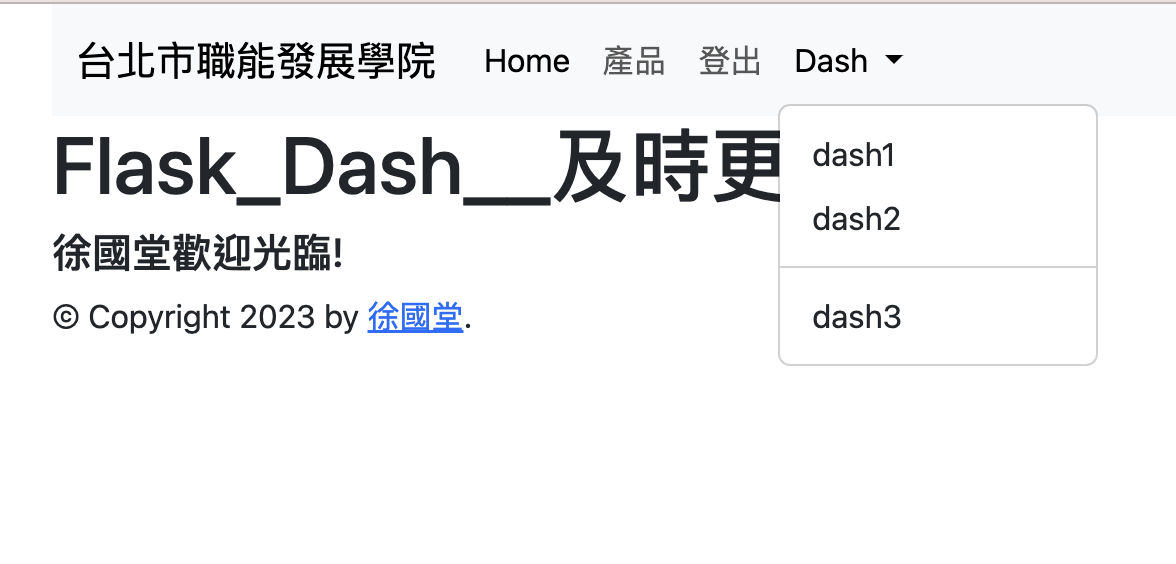 台北市職能發展學院 Home 產品 登出 Dash
dash1
dash2
dash3
Flask_Dash__及時更
徐國堂歡迎光臨!
© Copyright 2023 by 徐國堂.